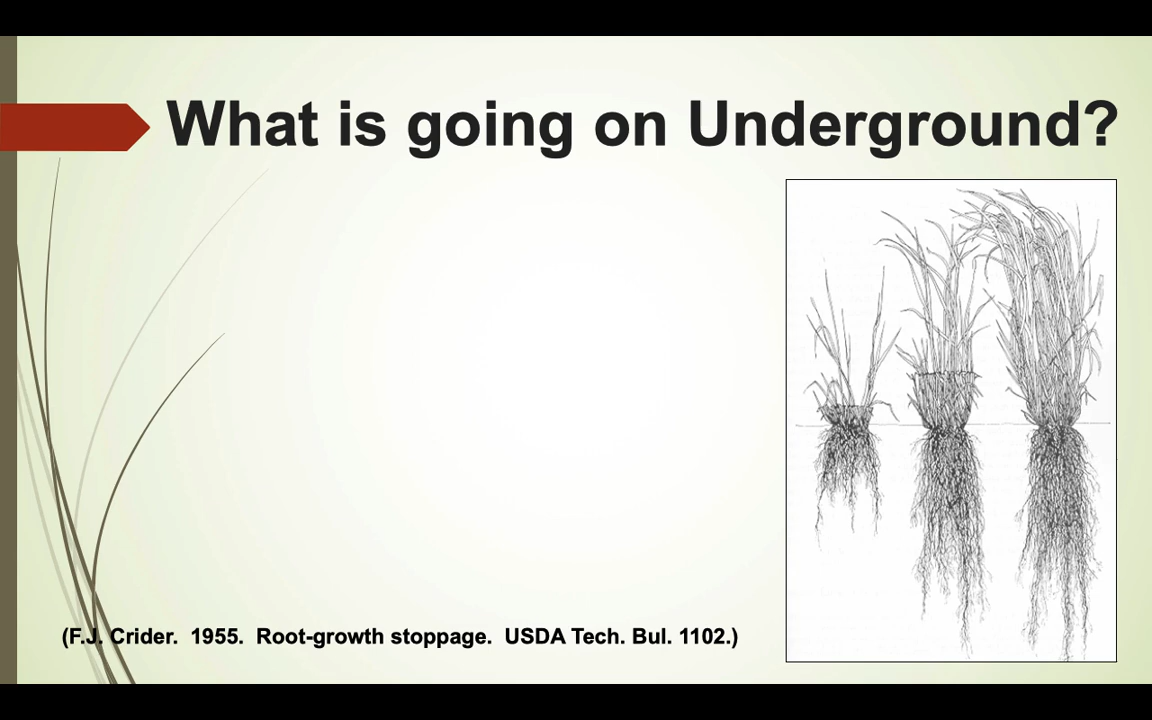 What is going on Underground?
(F.J. Crider.  1955.  Root-growth stoppage.  USDA Tech. Bul. 1102.)